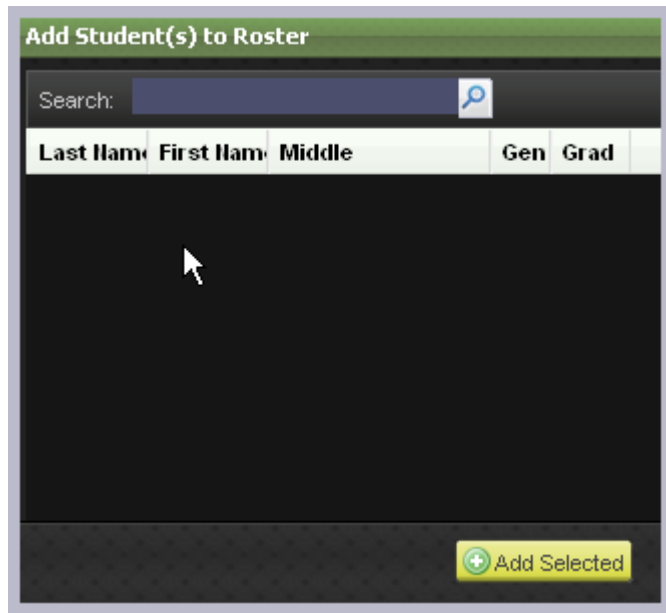 Add Student(s) to Roster
Search:
Last Nam First Nam Middle Gen Grad
Add Selected